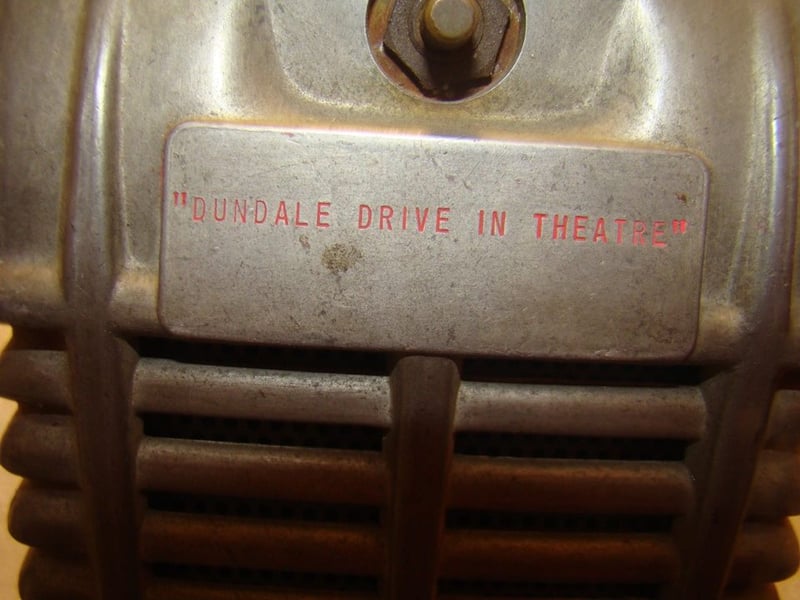 "DUNDALE DRIVE IN THEATRE"